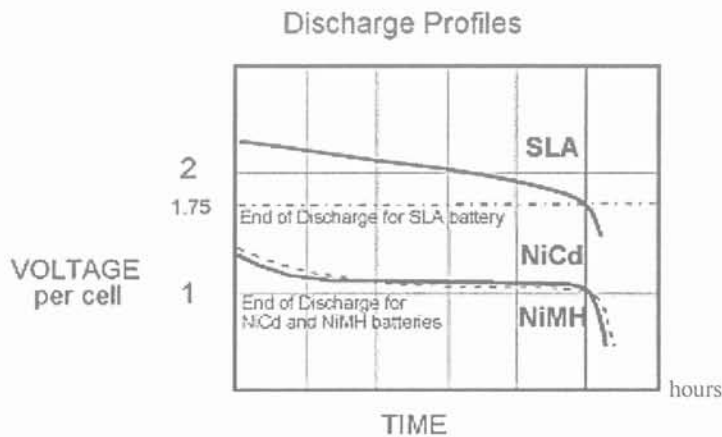 Discharge Profiles
SLA
2
1.75
End of Discharge for SLA battery
NiCd
VOLTAGE
per cell
1
End of Discharge for
NiCd and NiMH batteries
NiMH
hours
TIME